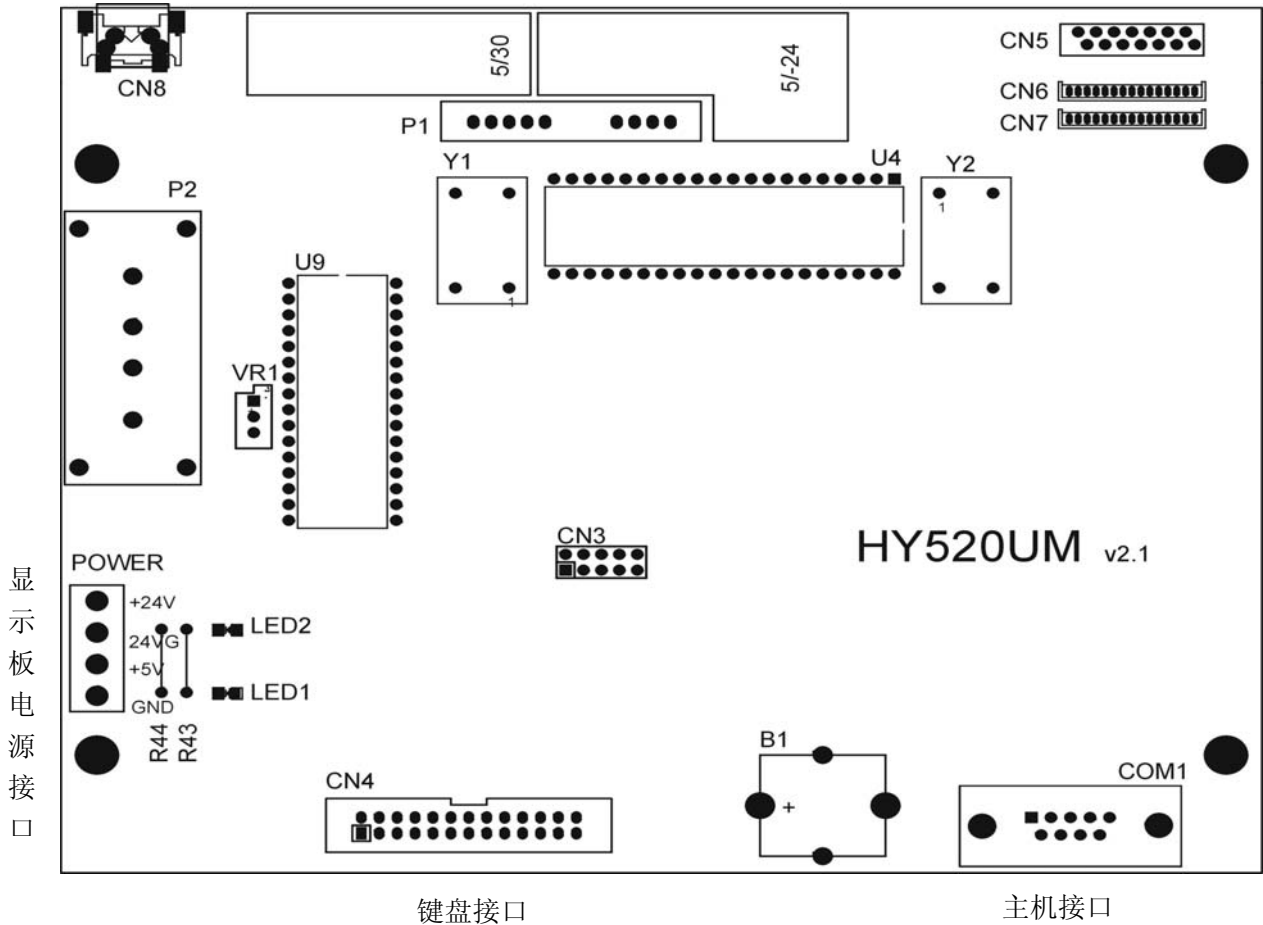 CN8
5/30
5/-24
CN5
CN6
CN7
P1
Y1
U4
Y2
1
P2
U9
1
VR1
CN3
HY520UM v2.1
POWER
+24V
24VG
+5V
GND
LED2
LED1
R44
R43
显示板电源接口
CN4
B1
+
COM1
键盘接口
主机接口